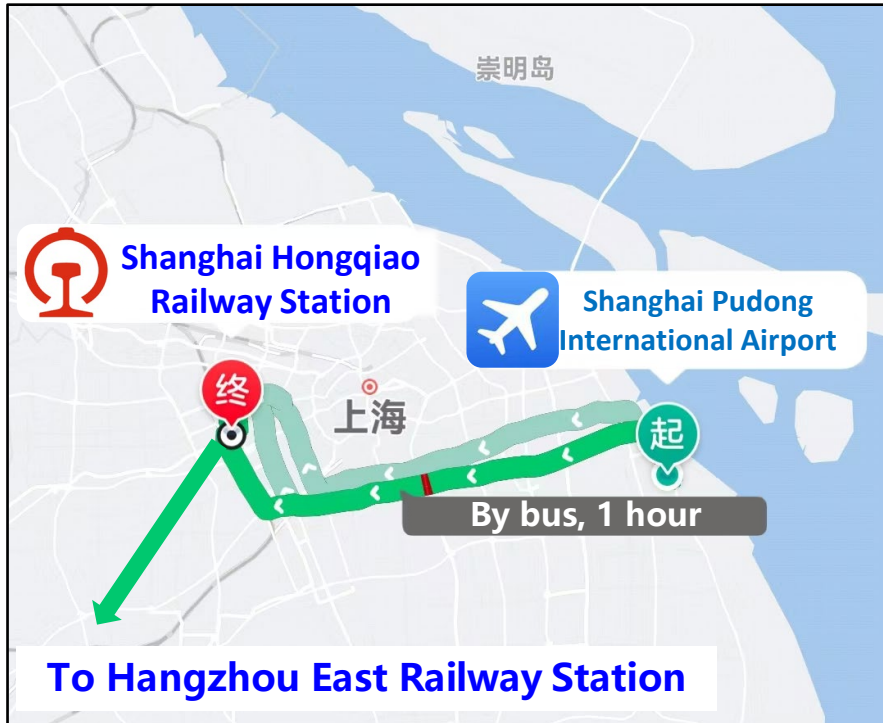 崇明岛
Shanghai Hongqiao
Railway Station
Shanghai Pudong
International Airport
终
上海
起
By bus, 1 hour
To Hangzhou East Railway Station